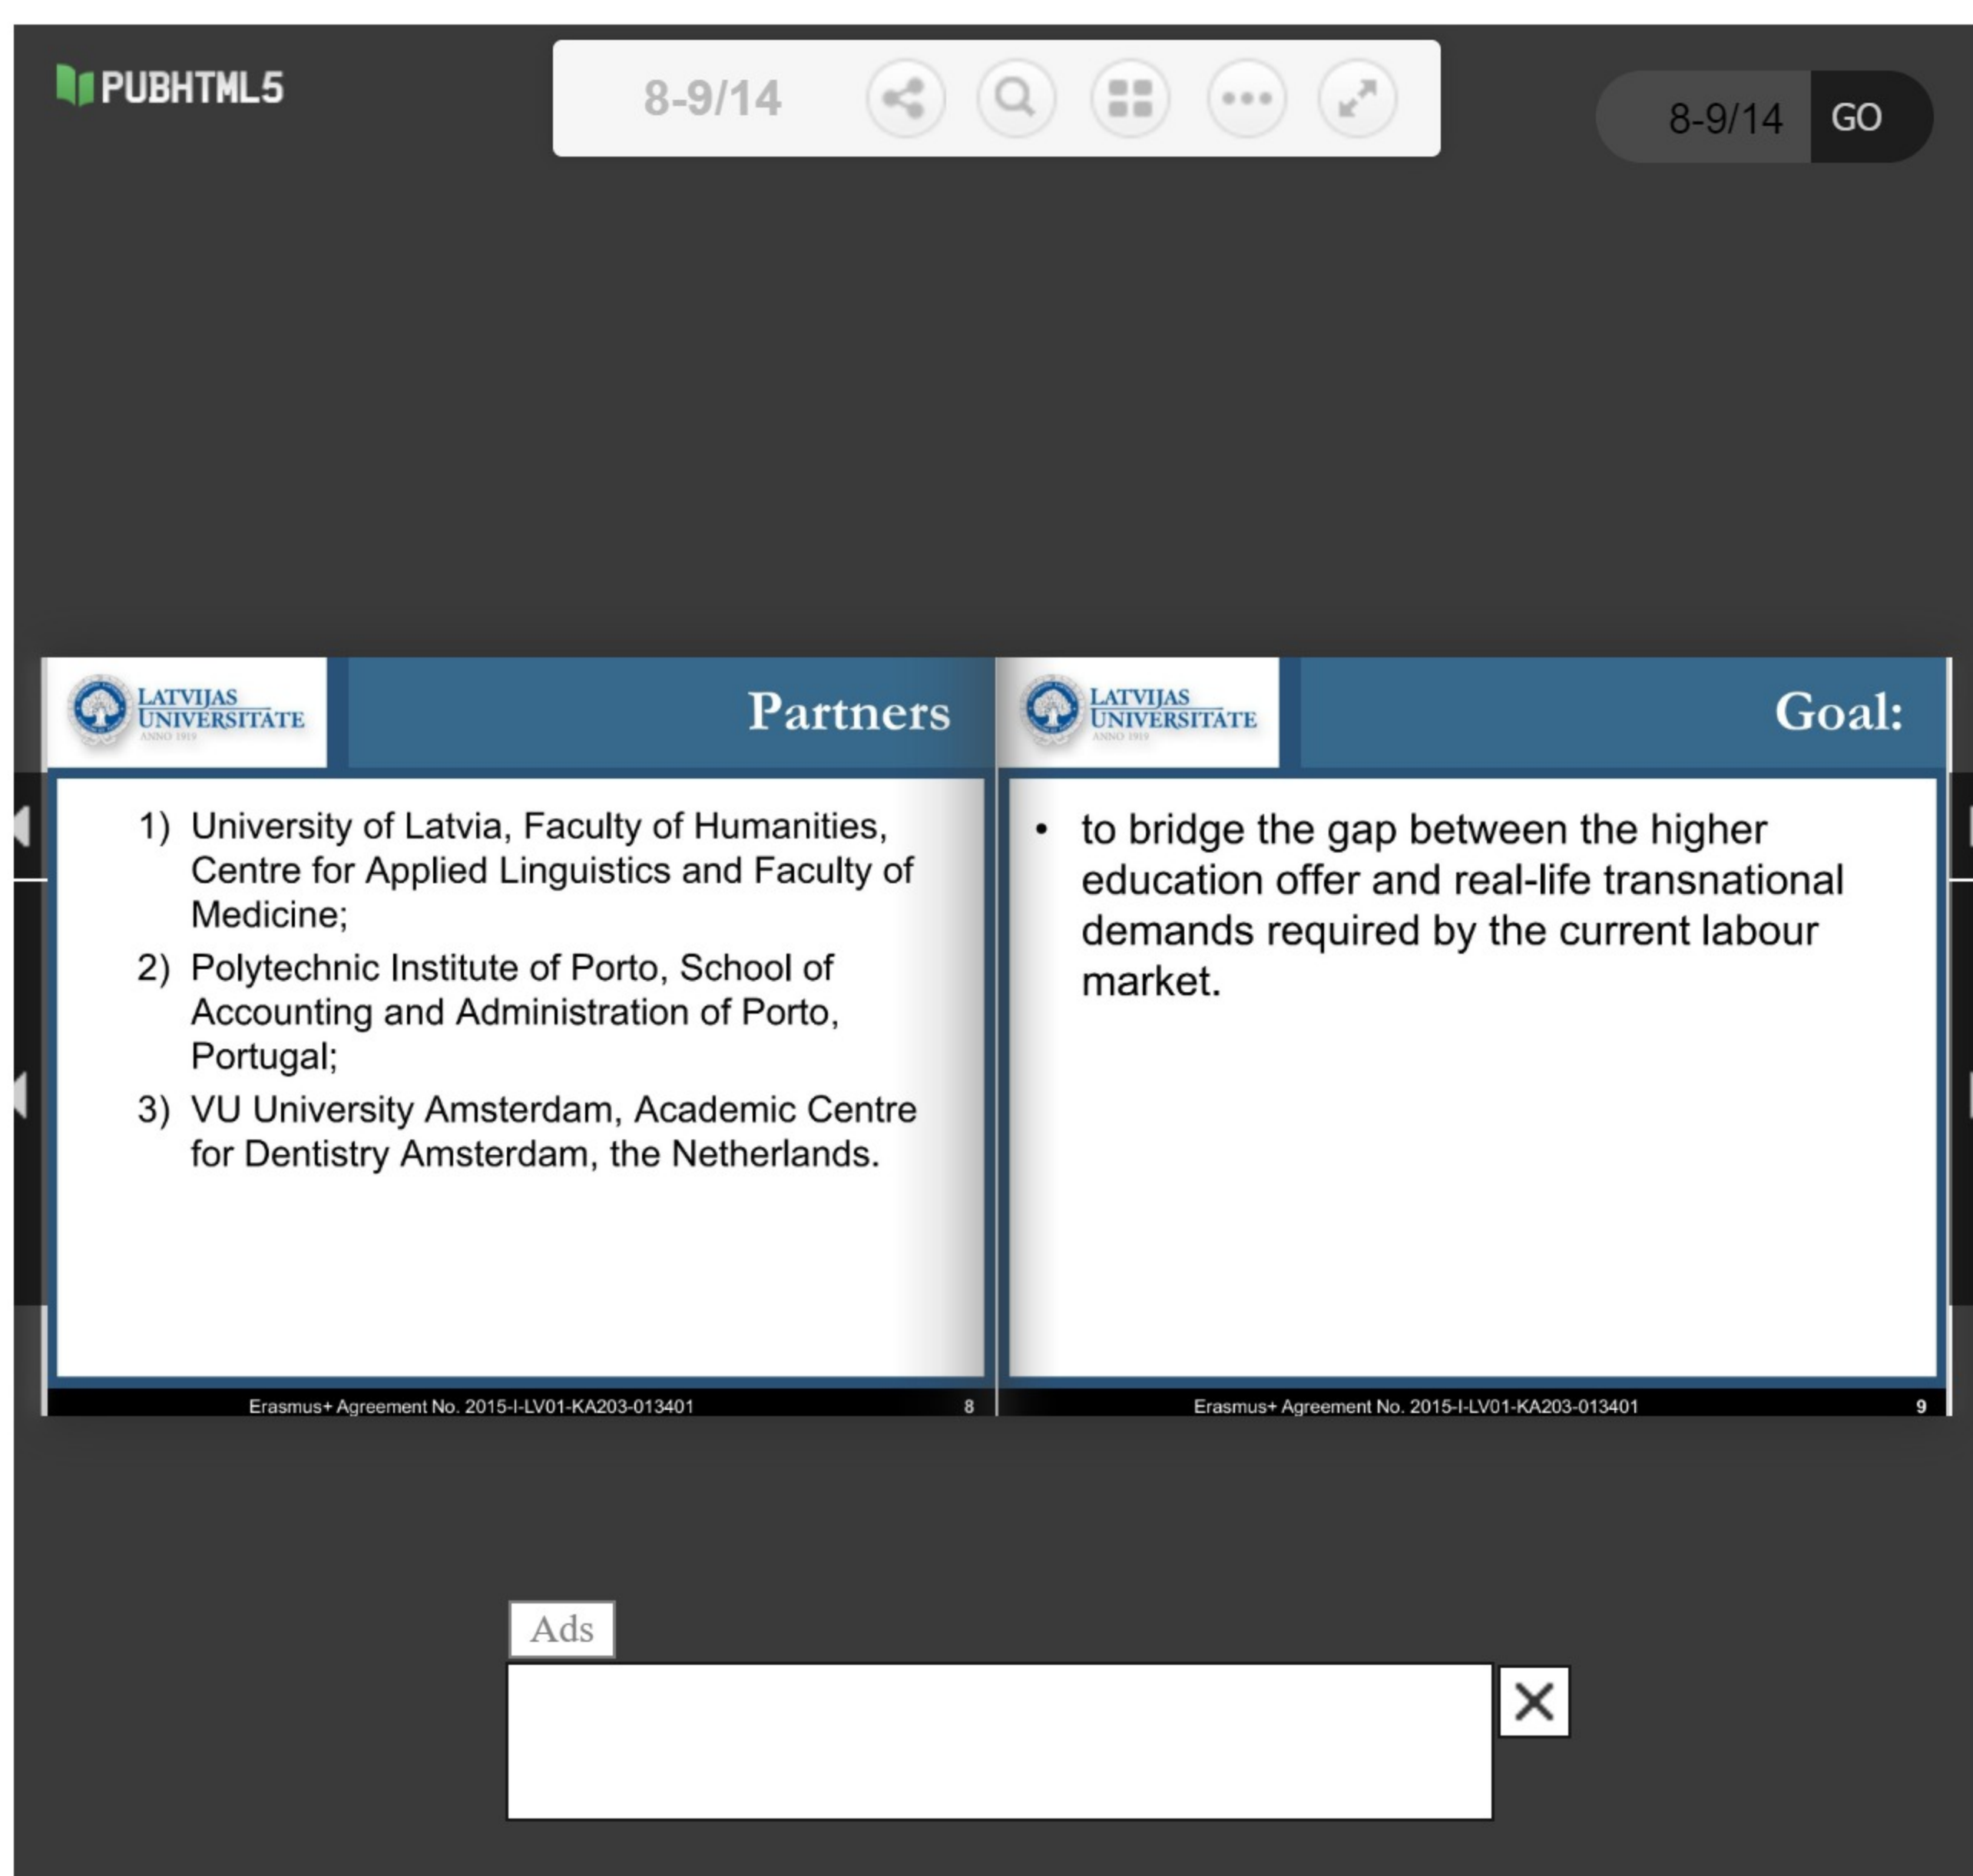 PUBHTML5
8-9/14
8-9/14 GO
LATVIJAS
UNIVERSITĀTE
ANNO 1919
Partners
1) University of Latvia, Faculty of Humanities,
Centre for Applied Linguistics and Faculty of
Medicine;
2) Polytechnic Institute of Porto, School of
Accounting and Administration of Porto,
Portugal;
3) VU University Amsterdam, Academic Centre
for Dentistry Amsterdam, the Netherlands.
Erasmus+ Agreement No. 2015-I-LV01-KA203-013401 8
LATVIJAS
UNIVERSITĀTE
ANNO 1919
Goal:
• to bridge the gap between the higher
education offer and real-life transnational
demands required by the current labour
market.
Erasmus+ Agreement No. 2015-I-LV01-KA203-013401 9
Ads